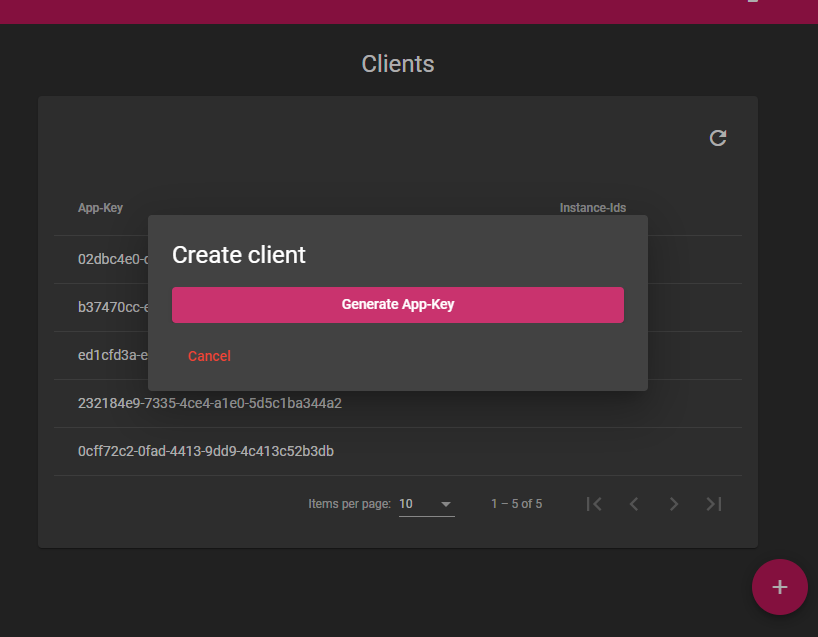 Clients
App-Key Instance-Ids
02dbc4e0-
Create client
b37470cc-
Generate App-Key
ed1cfd3a-e
Cancel
232184e9-7335-4ce4-a1e0-5d5c1ba344a2
0cff72c2-0fad-4413-9dd9-4c413c52b3db
Items per page: 10 1 – 5 of 5